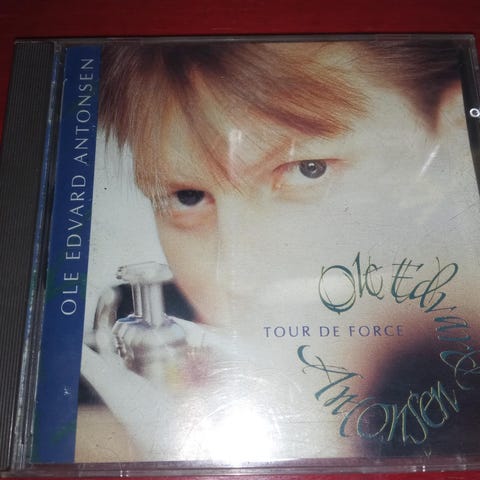 OLE EDVARD ANTONSEN
Ole Edvard
TOUR DE FORCE
Antonsen